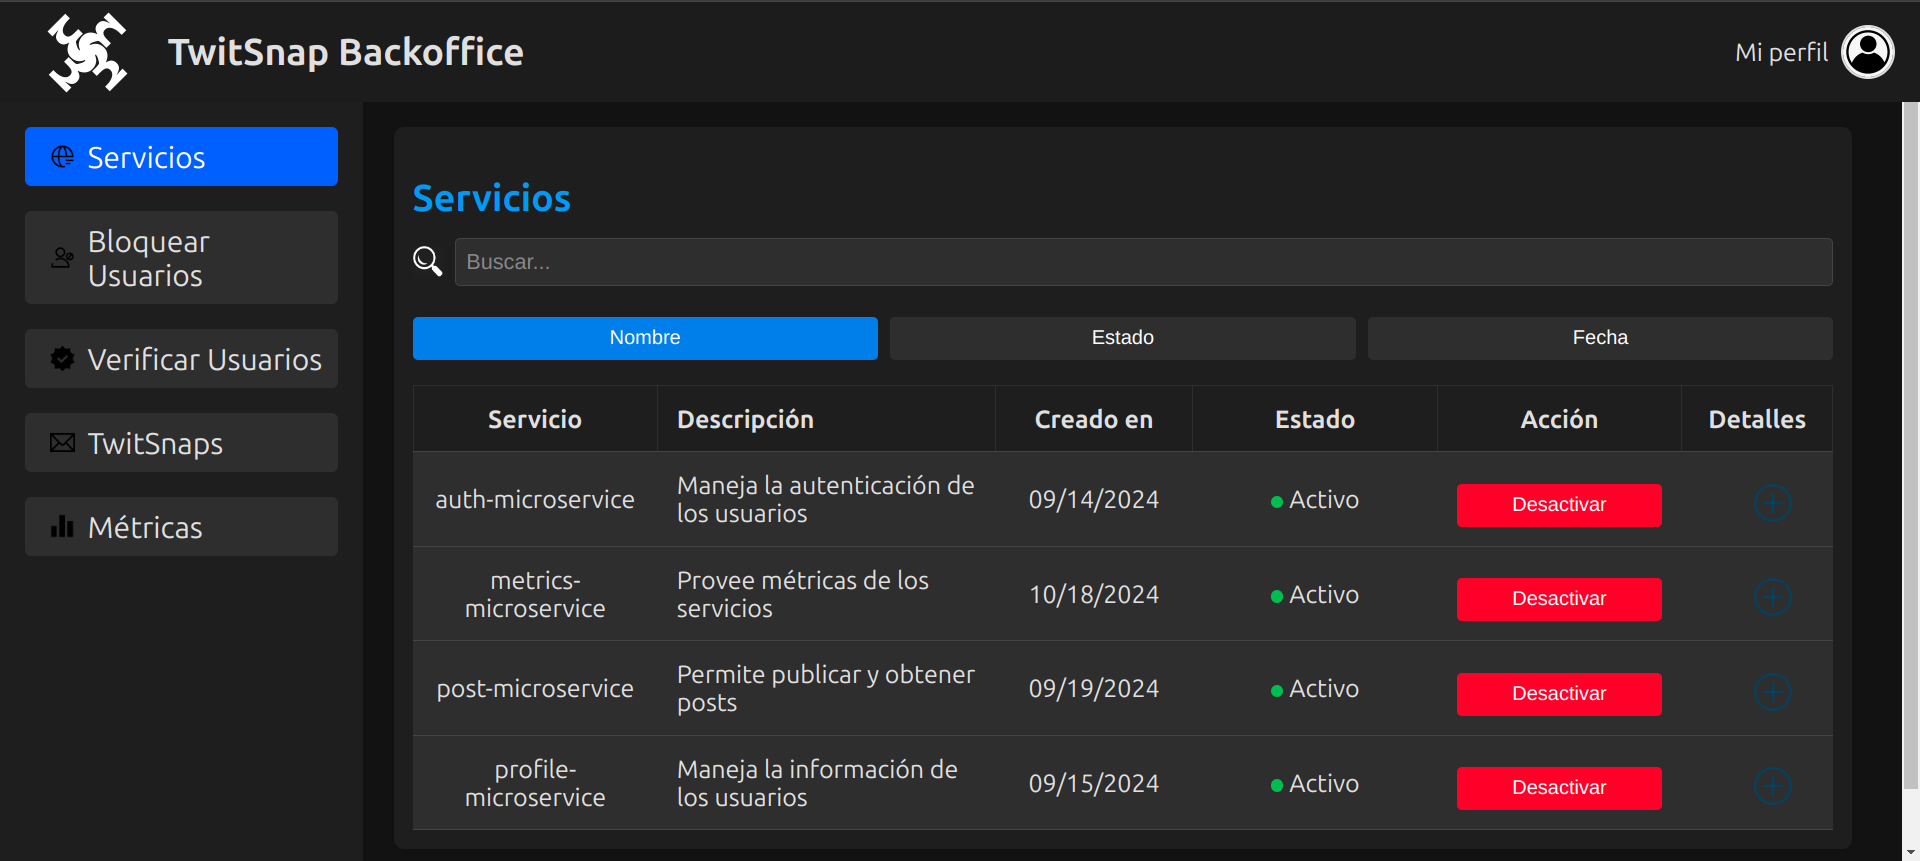 TwitSnap Backoffice
Mi perfil
Servicios
Bloquear
Usuarios
Verificar Usuarios
TwitSnaps
Métricas
Servicios
Buscar...
Nombre Estado Fecha
Servicio Descripción Creado en Estado Acción Detalles
auth-microservice Maneja la autenticación de
los usuarios 09/14/2024 Activo Desactivar
metrics-
microservice Provee métricas de los
servicios 10/18/2024 Activo Desactivar
post-microservice Permite publicar y obtener
posts 09/19/2024 Activo Desactivar
profile-
microservice Maneja la información de
los usuarios 09/15/2024 Activo Desactivar